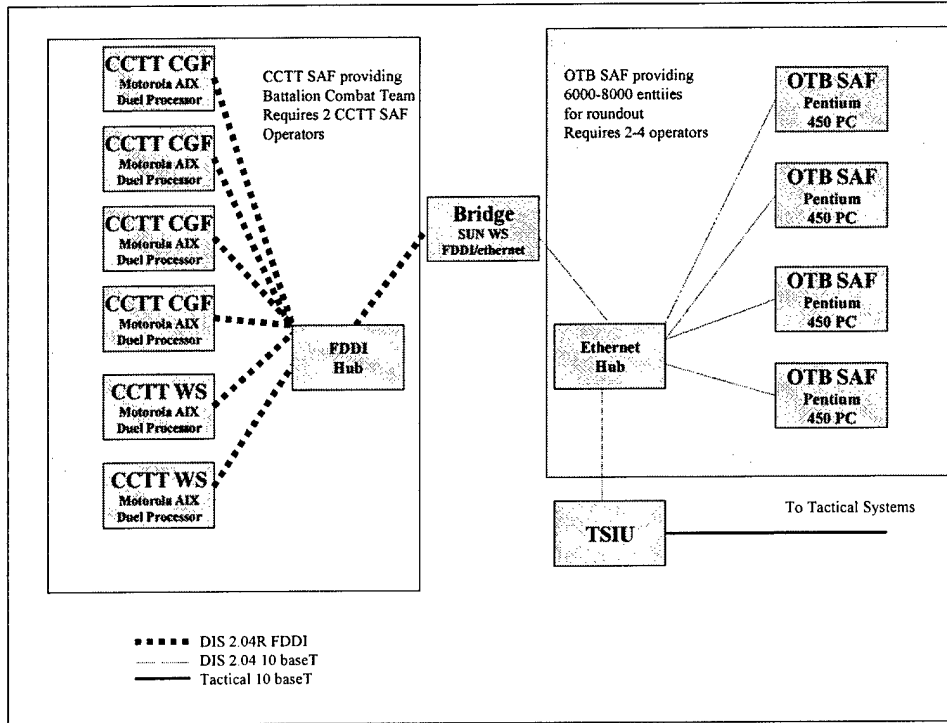 CCTT CGF
Motorola AIX
Duel Processor
CCTT CGF
Motorola AIX
Duel Processor
CCTT CGF
Motorola AIX
Duel Processor
CCTT CGF
Motorola AIX
Duel Processor
CCTT WS
Motorola AIX
Duel Processor
CCTT WS
Motorola AIX
Duel Processor
CCTT SAF providing
Battalion Combat Team
Requires 2 CCTT SAF
Operators
FDDI
Hub
Bridge
SUN WS
FDDI/ethernet
OTB SAF providing
6000-8000 enttiies
for roundout
Requires 2-4 operators
Ethernet
Hub
OTB SAF
Pentium
450 PC
OTB SAF
Pentium
450 PC
OTB SAF
Pentium
450 PC
OTB SAF
Pentium
450 PC
TSIU
To Tactical Systems
DIS 2.04R FDDI
DIS 2.04 10 baseT
Tactical 10 baseT